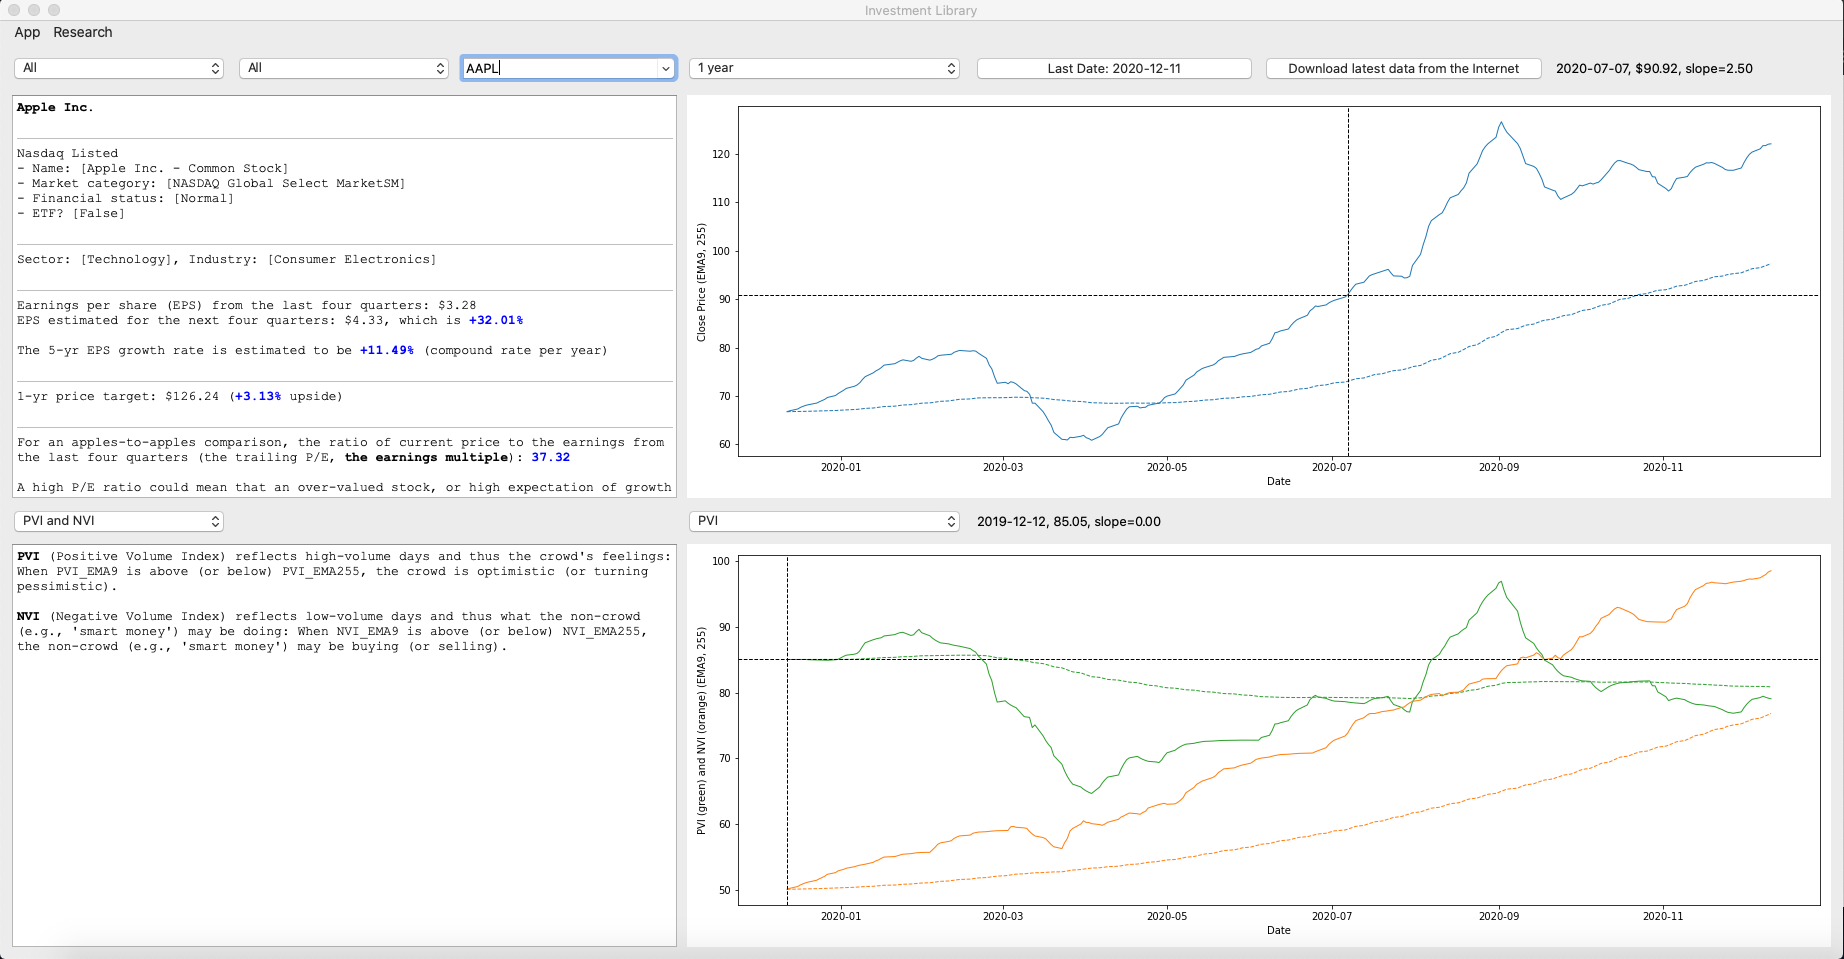 Investment Library
App Research
All All AAPL 1 year Last Date: 2020-12-11 Download latest data from the Internet 2020-07-07, $90.92, slope=2.50
Apple Inc.
Nasdaq Listed
- Name: [Apple Inc. - Common Stock]
- Market category: [NASDAQ Global Select MarketSM]
- Financial status: [Normal]
- ETF? [False]
Sector: [Technology], Industry: [Consumer Electronics]
Earnings per share (EPS) from the last four quarters: $3.28
EPS estimated for the next four quarters: $4.33, which is +32.01%
The 5-yr EPS growth rate is estimated to be +11.49% (compound rate per year)
1-yr price target: $126.24 (+3.13% upside)
For an apples-to-apples comparison, the ratio of current price to the earnings from
the last four quarters (the trailing P/E, the earnings multiple): 37.32
A high P/E ratio could mean that an over-valued stock, or high expectation of growth
Close Price (EMA9, 255)
120
110
100
90
80
70
60
2020-01 2020-03 2020-05 2020-07 2020-09 2020-11
Date
PVI and NVI PVI 2019-12-12, 85.05, slope=0.00
PVI (Positive Volume Index) reflects high-volume days and thus the crowd's feelings:
When PVI_EMA9 is above (or below) PVI_EMA255, the crowd is optimistic (or turning
pessimistic).
NVI (Negative Volume Index) reflects low-volume days and thus what the non-crowd
(e.g., 'smart money') may be doing: When NVI_EMA9 is above (or below) NVI_EMA255,
the non-crowd (e.g., 'smart money') may be buying (or selling).
PVI (green) and NVI (orange) (EMA9, 255)
100
90
80
70
60
50
2020-01 2020-03 2020-05 2020-07 2020-09 2020-11
Date